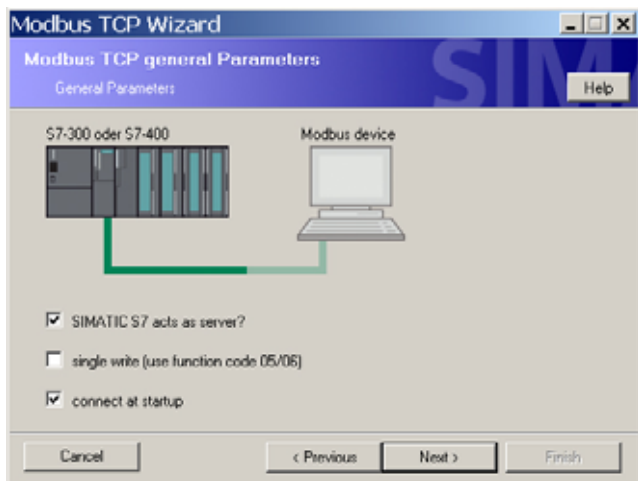 Modbus TCP Wizard
Modbus TCP general Parameters
SIMA
General Parameters
Help
S7-300 oder S7-400
Modbus device
SIMATIC S7 acts as server?
single write (use function code 05/06)
connect at startup
Cancel
< Previous
Next >
Finish